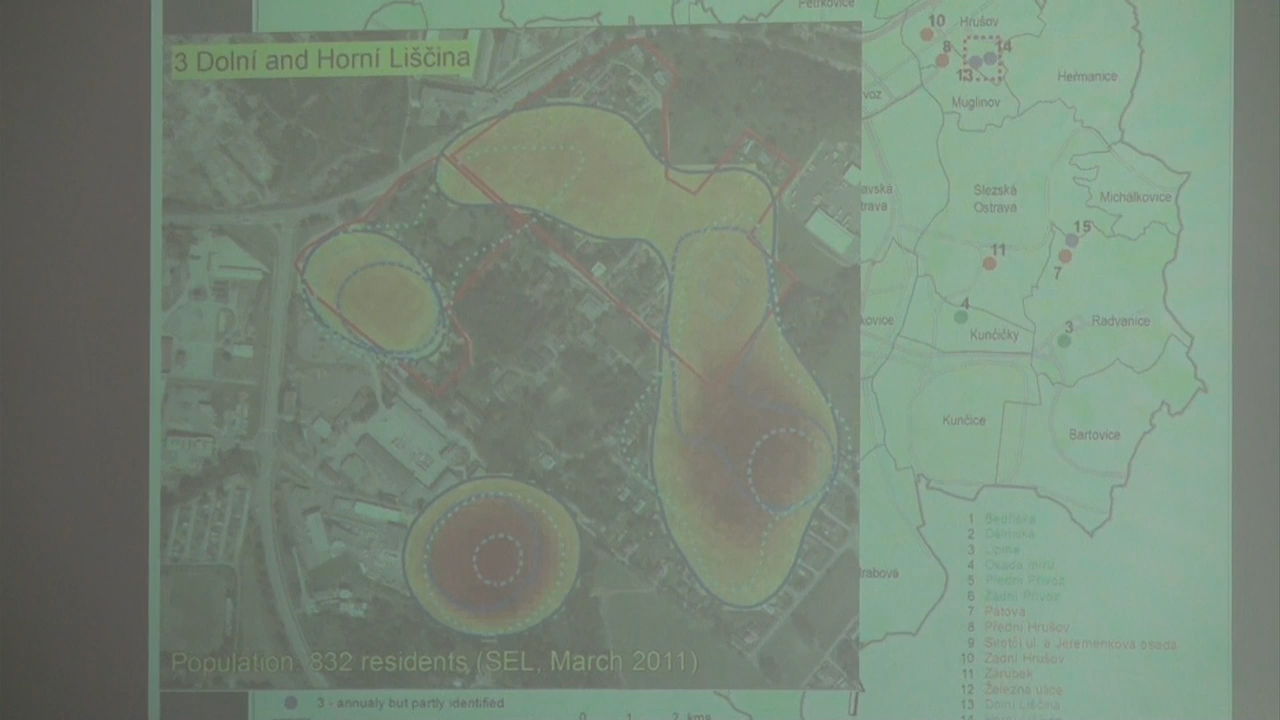 3 Dolní and Horní Liščina
Population: 832 residents (SEL, March 2011)
Petřkovice
10
Hrušov
8
14
13
Muglinov
Heřmanice
Slezská
Ostrava
Michálkovice
15
7
11
4
Kunčičky
3
Radvanice
Kunčice
Bartovice
1 Bedřiška
2
3 Lipina
4 Osada míru
5 Přední Přívoz
6 Zadní Přívoz
7 Pátova
8 Přední Hrušov
9 Sirotčí ul. a Jeremenkova osada
10 Zadní Hrušov
11 Zárubek
12 Železná ulice
13 Dolní Liščina
14
3 - annualy but partly identified
0 1 2 kms